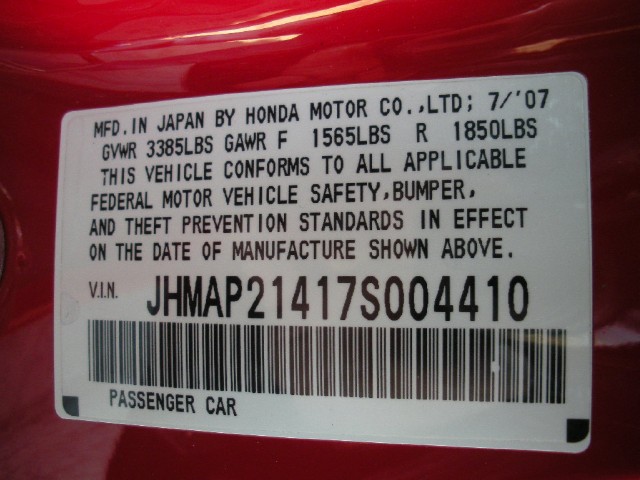 MFD. IN JAPAN BY HONDA MOTOR CO.,LTD; 7/'07
GVWR 3385LBS GAWR F 1565LBS R 1850LBS
THIS VEHICLE CONFORMS TO ALL APPLICABLE
FEDERAL MOTOR VEHICLE SAFETY,BUMPER,
AND THEFT PREVENTION STANDARDS IN EFFECT
ON THE DATE OF MANUFACTURE SHOWN ABOVE.
V.I.N. JHMAP21417S004410
PASSENGER CAR